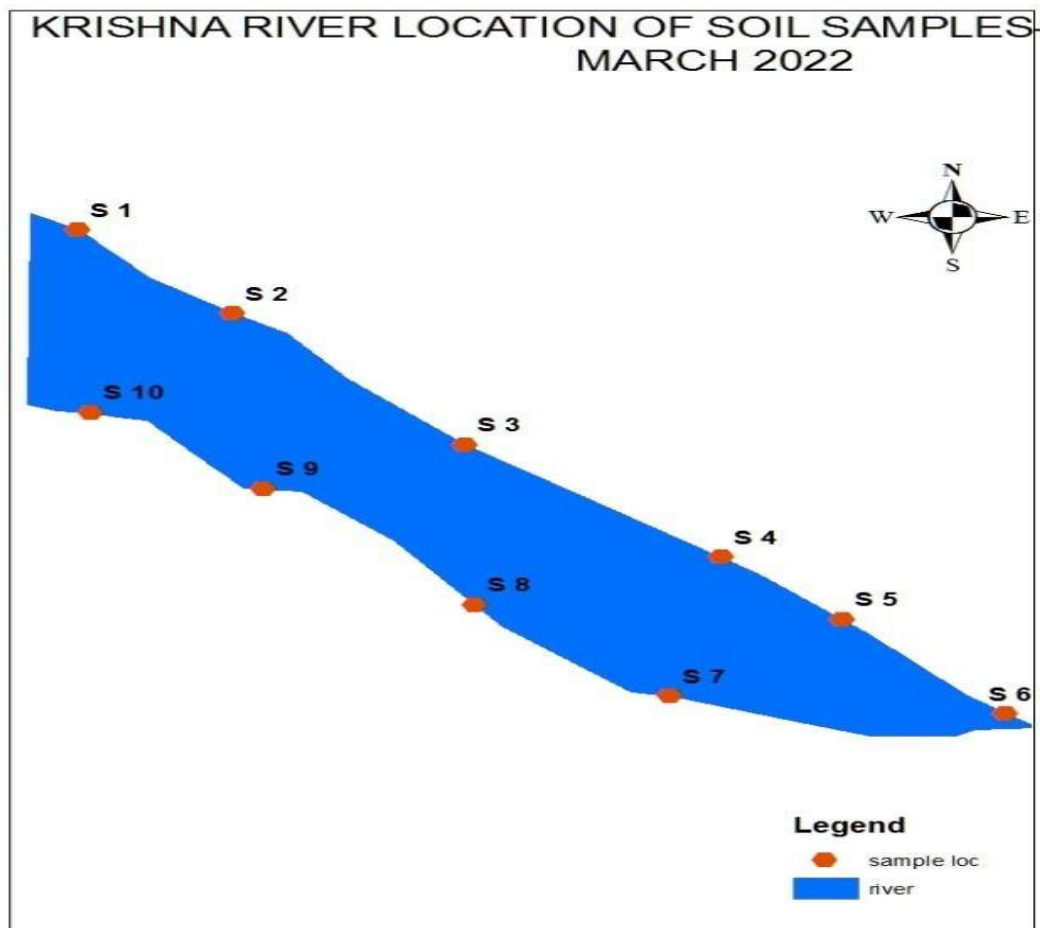 KRISHNA RIVER LOCATION OF SOIL SAMPLES-
MARCH 2022
N
W E
S
S 1
S 2
S 10
S 3
S 9
S 4
S 8
S 5
S 7
S 6
Legend
sample loc
river